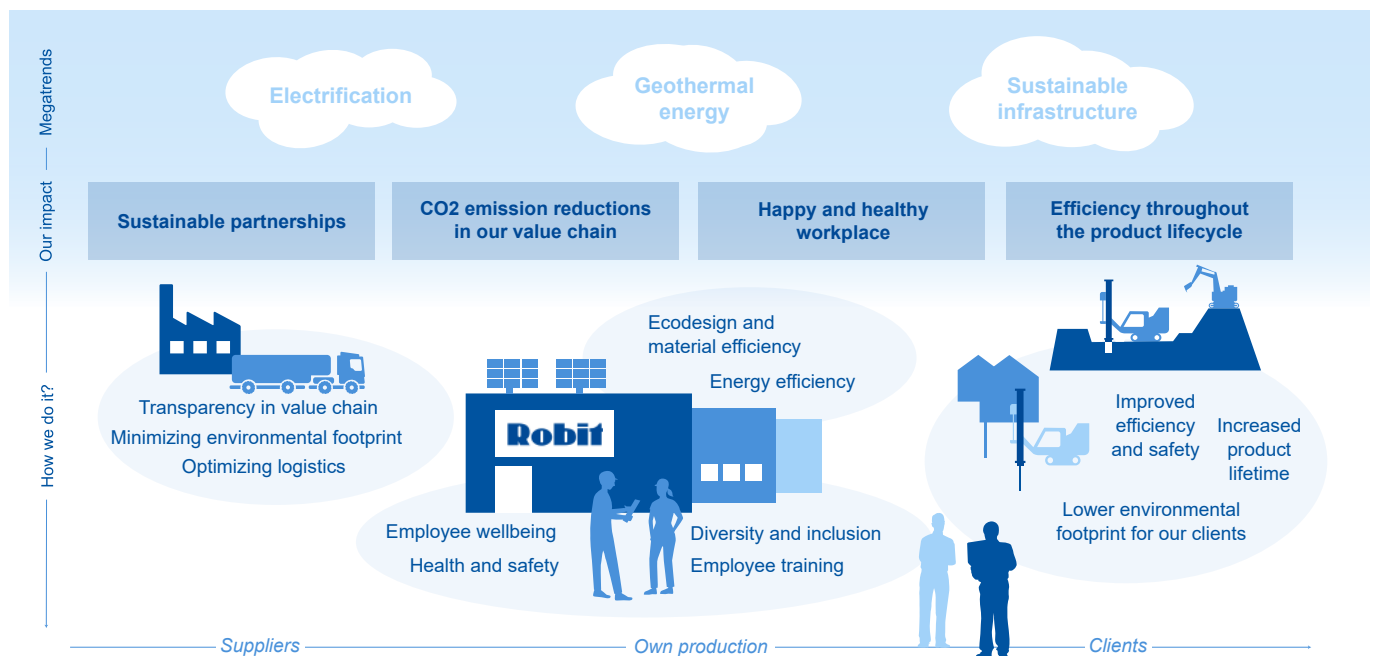 Megatrends
Electrification
Geothermal
energy
Sustainable
infrastructure
Our impact
Sustainable partnerships
CO2 emission reductions
in our value chain
Happy and healthy
workplace
Efficiency throughout
the product lifecycle
How we do it?
Transparency in value chain
Minimizing environmental footprint
Optimizing logistics
Ecodesign and
material efficiency
Energy efficiency
Robit
Employee wellbeing
Health and safety
Diversity and inclusion
Employee training
Improved
efficiency
and safety
Increased
product
lifetime
Lower environmental
footprint for our clients
Suppliers
Own production
Clients